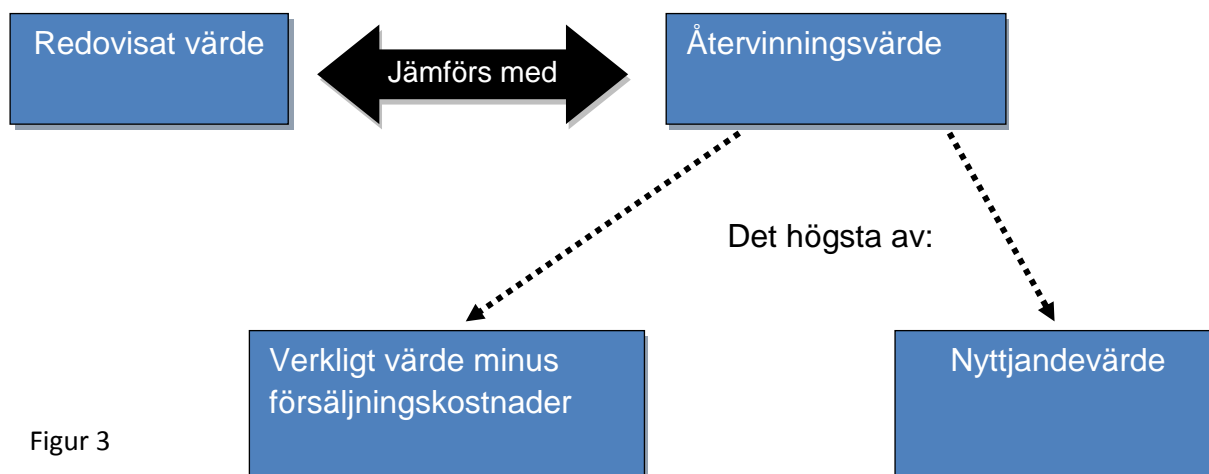 Redovisat värde
Jämförs med
Återvinningsvärde
Det högsta av:
Verkligt värde minus
försäljningskostnader
Nyttjandevärde
Figur 3